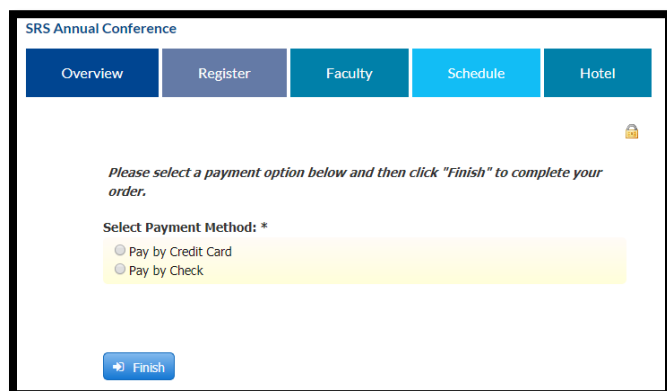 SRS Annual Conference
Overview Register Faculty Schedule Hotel
Please select a payment option below and then click "Finish" to complete your
order.
Select Payment Method: *
Pay by Credit Card
Pay by Check
Finish